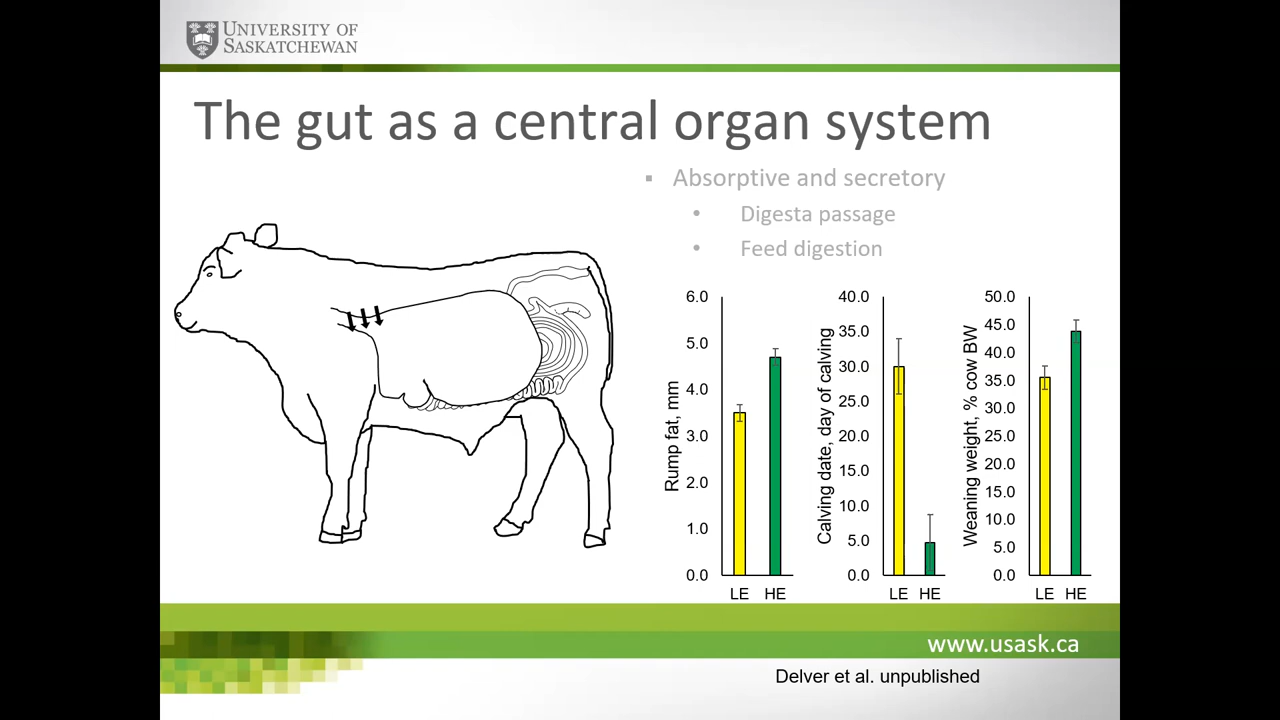 UNIVERSITY OF
SASKATCHEWAN
The gut as a central organ system
▪ Absorptive and secretory
• Digesta passage
• Feed digestion
Rump fat, mm
6.0
5.0
4.0
3.0
2.0
1.0
0.0
LE HE
Calving date, day of calving
40.0
35.0
30.0
25.0
20.0
15.0
10.0
5.0
0.0
LE HE
Weaning weight, % cow BW
50.0
45.0
40.0
35.0
30.0
25.0
20.0
15.0
10.0
5.0
0.0
LE HE
www.usask.ca
Delver et al. unpublished